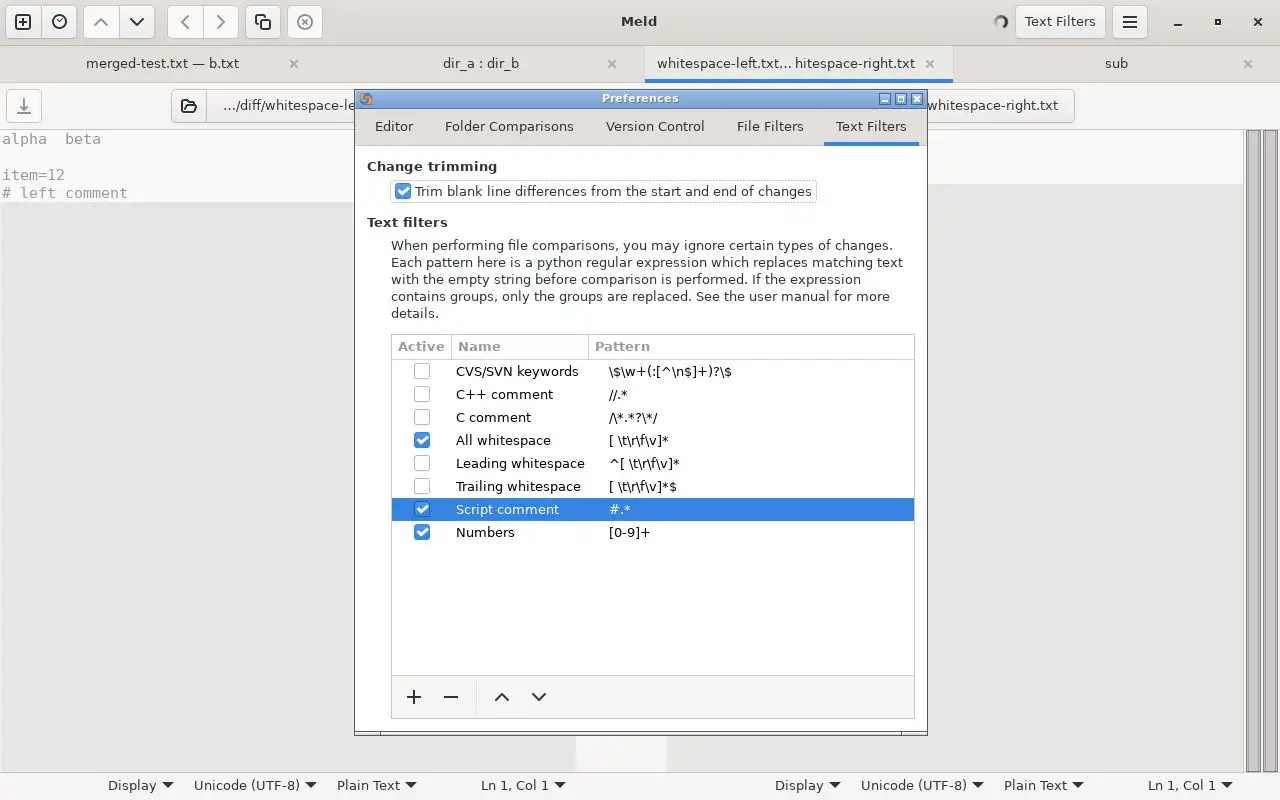 Meld
Text Filters
merged-test.txt — b.txt
dir_a : dir_b
whitespace-left.txt... hitespace-right.txt
sub
.../diff/whitespace-le
whitespace-right.txt
alpha  beta
item=12
# left comment
Preferences
Editor
Folder Comparisons
Version Control
File Filters
Text Filters
Change trimming
Trim blank line differences from the start and end of changes
Text filters
When performing file comparisons, you may ignore certain types of changes.
Each pattern here is a python regular expression which replaces matching text
with the empty string before comparison is performed. If the expression
contains groups, only the groups are replaced. See the user manual for more
details.
Active Name Pattern
CVS/SVN keywords \$\w+(:[^\n$]+)?\$
C++ comment //.*
C comment /\*.*?\*/
All whitespace [ \t\r\f\v]*
Leading whitespace ^[ \t\r\f\v]*
Trailing whitespace [ \t\r\f\v]*$
Script comment #.*
Numbers [0-9]+
Display Unicode (UTF-8) Plain Text Ln 1, Col 1
Display Unicode (UTF-8) Plain Text Ln 1, Col 1